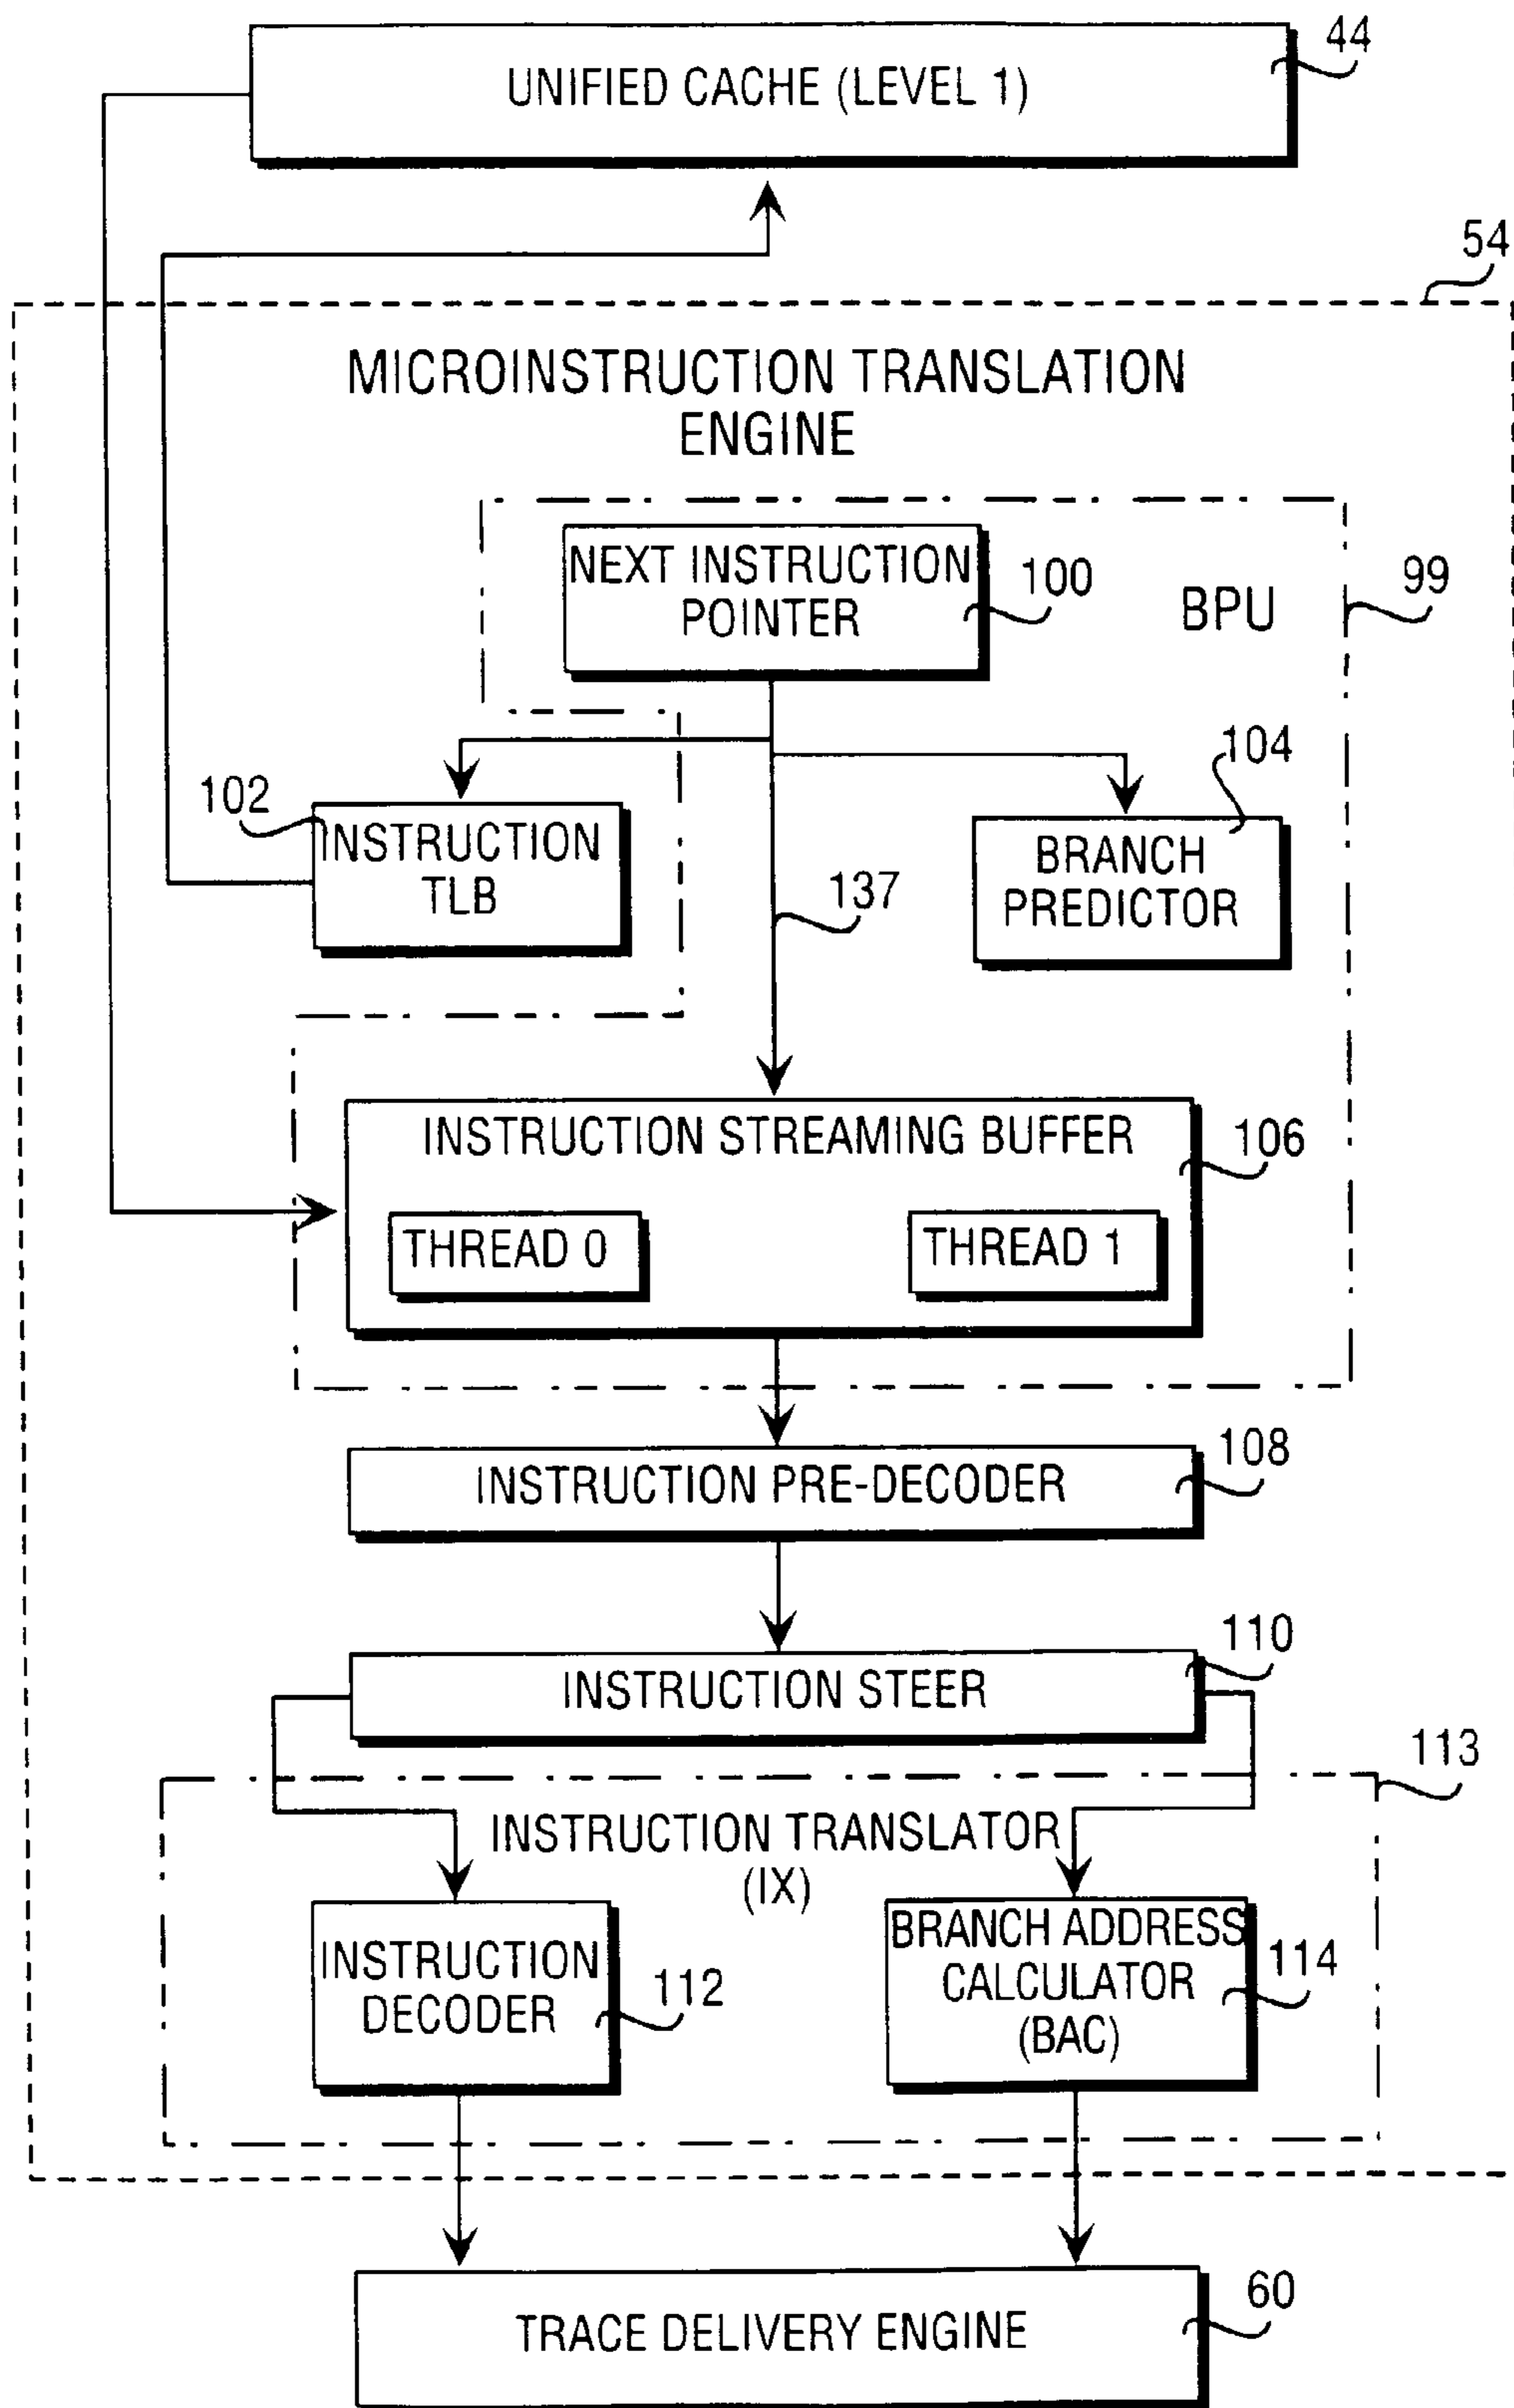 44
UNIFIED CACHE (LEVEL 1)
54
MICROINSTRUCTION TRANSLATION
ENGINE
NEXT INSTRUCTION
POINTER
100
BPU
99
102
INSTRUCTION
TLB
104
BRANCH
PREDICTOR
137
INSTRUCTION STREAMING BUFFER
106
THREAD 0
THREAD 1
INSTRUCTION PRE-DECODER
108
INSTRUCTION STEER
110
113
INSTRUCTION TRANSLATOR
(IX)
INSTRUCTION
DECODER
112
BRANCH ADDRESS
CALCULATOR
(BAC)
114
TRACE DELIVERY ENGINE
60